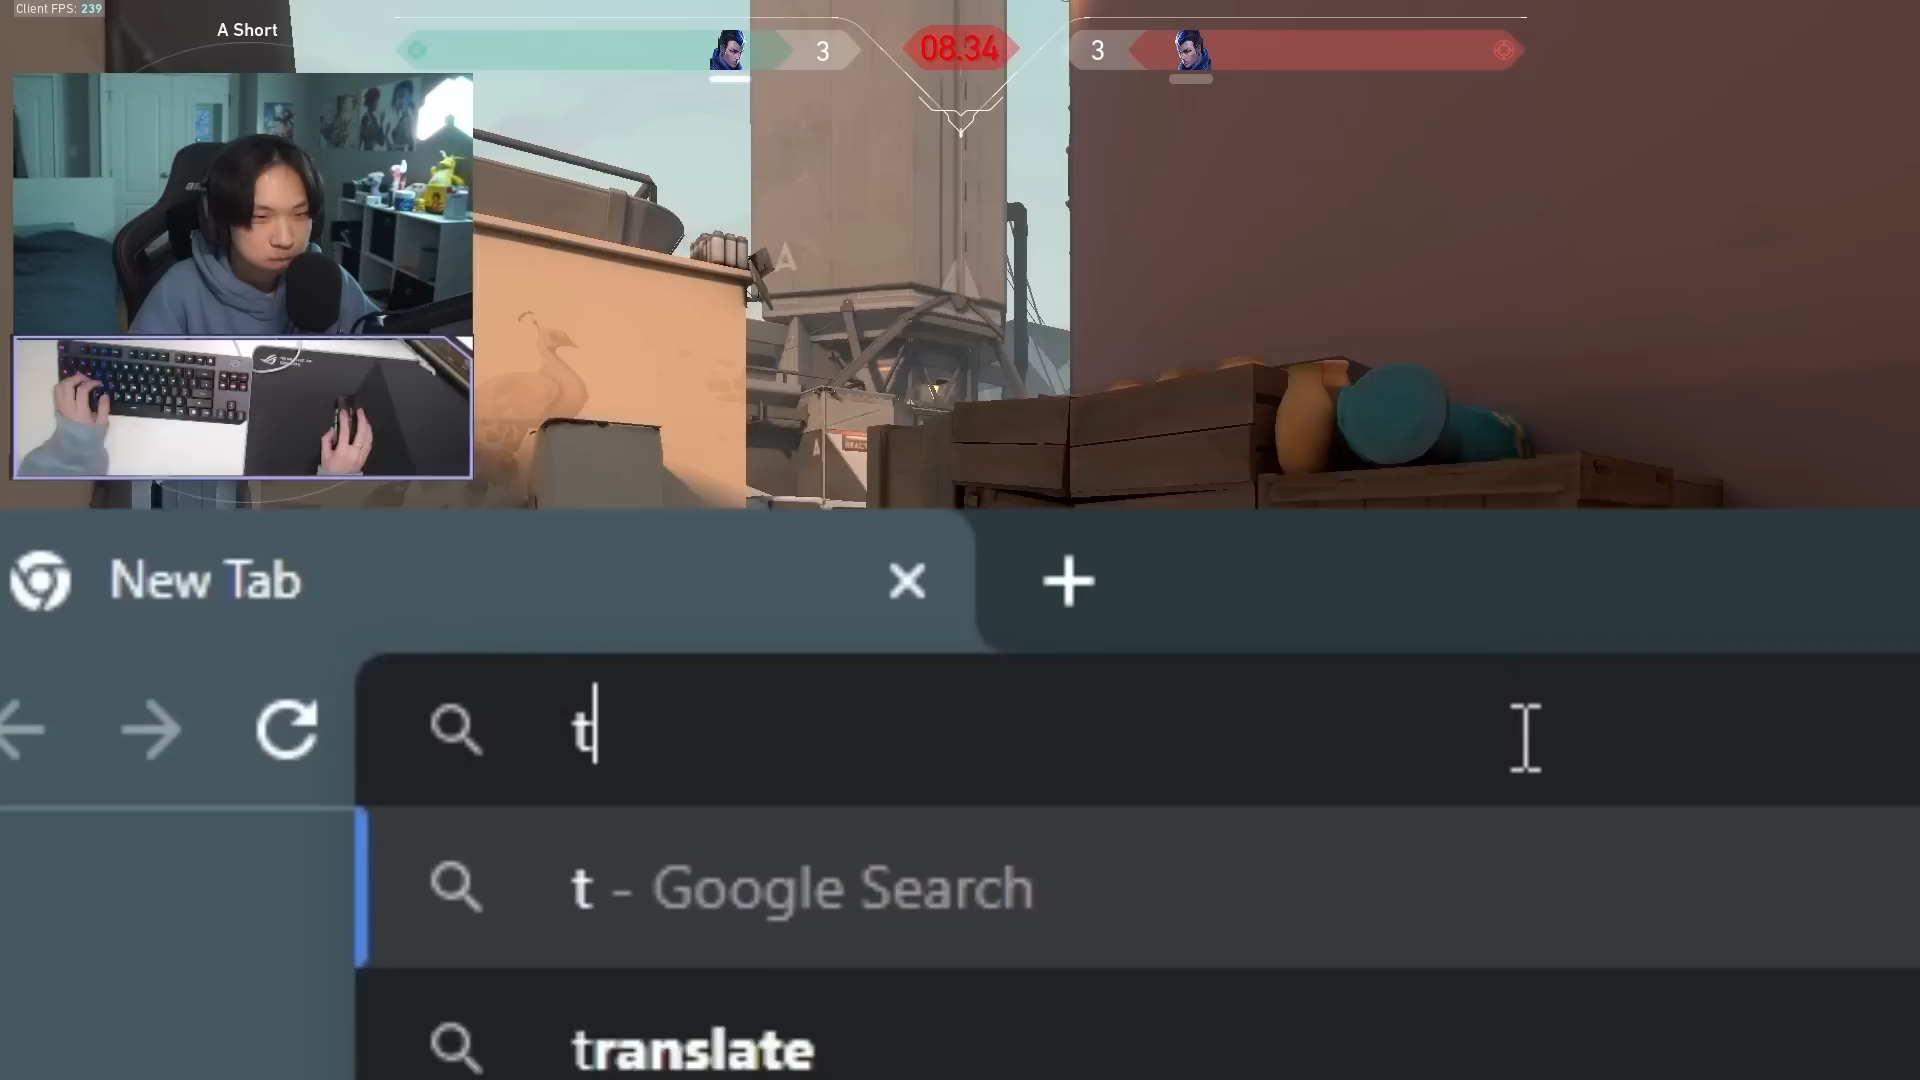 Client FPS: 239
A Short
3
08.34
3
A
A
New Tab
t
t - Google Search
translate